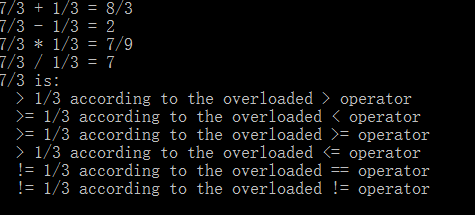 7/3 + 1/3 = 8/3
7/3 - 1/3 = 2
7/3 * 1/3 = 7/9
7/3 / 1/3 = 7
7/3 is:
  > 1/3 according to the overloaded > operator
  >= 1/3 according to the overloaded < operator
  >= 1/3 according to the overloaded >= operator
  > 1/3 according to the overloaded <= operator
  != 1/3 according to the overloaded == operator
  != 1/3 according to the overloaded != operator